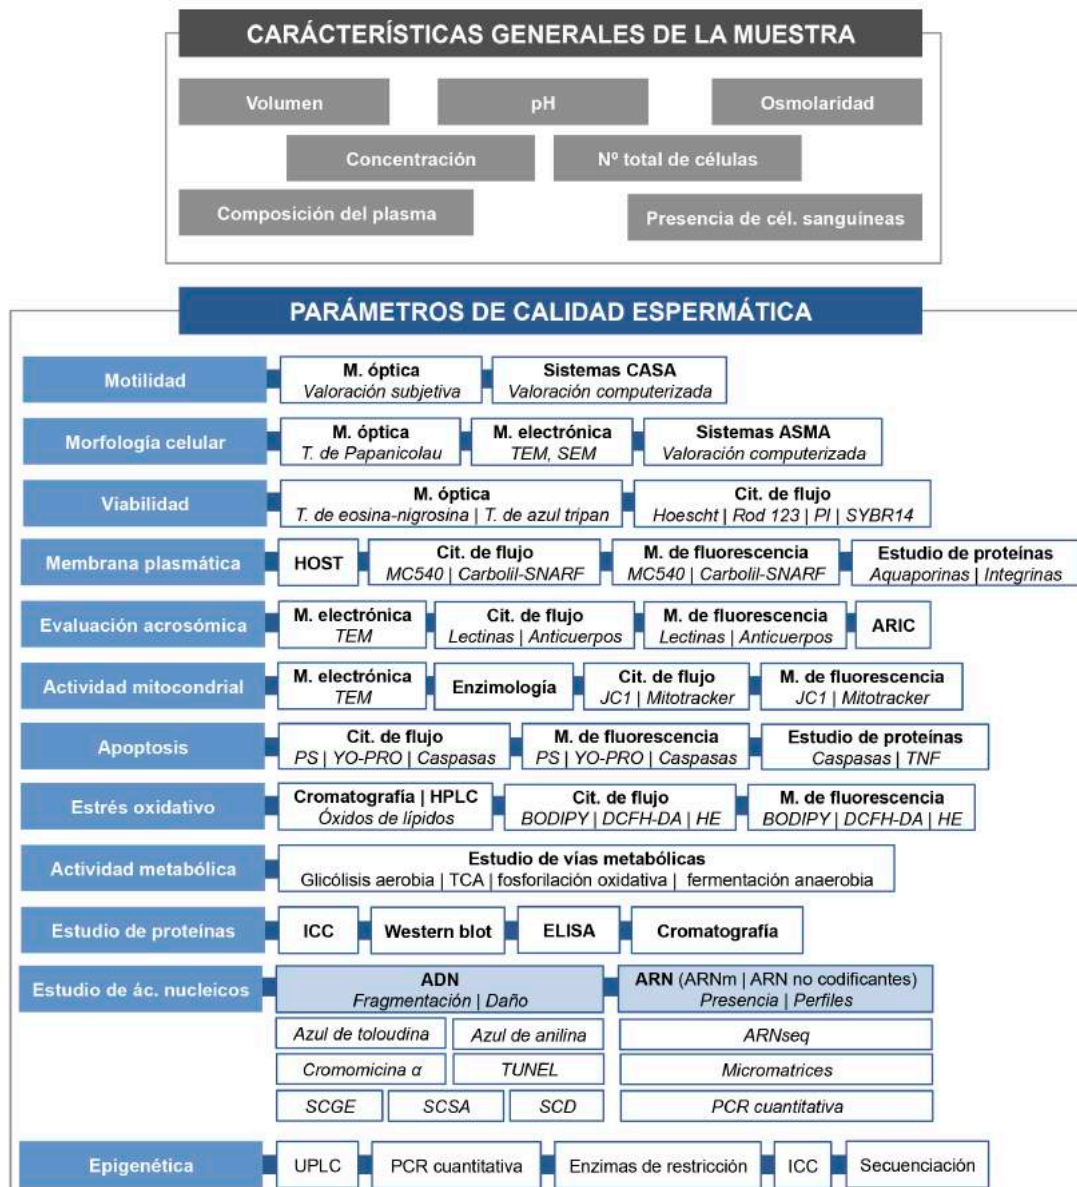 CARÁCTERÍSTICAS GENERALES DE LA MUESTRA
Volumen
pH
Osmolaridad
Concentración
Nº total de células
Composición del plasma
Presencia de cél. sanguíneas
PARÁMETROS DE CALIDAD ESPERMÁTICA
Motilidad
M. óptica
Valoración subjetiva
Sistemas CASA
Valoración computerizada
Morfología celular
M. óptica
T. de Papanicolau
M. electrónica
TEM, SEM
Sistemas ASMA
Valoración computerizada
Viabilidad
M. óptica
T. de eosina-nigrosina | T. de azul tripan
Cit. de flujo
Hoescht | Rod 123 | PI | SYBR14
Membrana plasmática
HOST
Cit. de flujo
MC540 | Carbolil-SNARF
M. de fluorescencia
MC540 | Carbolil-SNARF
Estudio de proteínas
Aquaporinas | Integrinas
Evaluación acrosómica
M. electrónica
TEM
Cit. de flujo
Lectinas | Anticuerpos
M. de fluorescencia
Lectinas | Anticuerpos
ARIC
Actividad mitocondrial
M. electrónica
TEM
Enzimología
Cit. de flujo
JC1 | Mitotracker
M. de fluorescencia
JC1 | Mitotracker
Apoptosis
Cit. de flujo
PS | YO-PRO | Caspasas
M. de fluorescencia
PS | YO-PRO | Caspasas
Estudio de proteínas
Caspasas | TNF
Estrés oxidativo
Cromatografía | HPLC
Óxidos de lípidos
Cit. de flujo
BODIPY | DCFH-DA | HE
M. de fluorescencia
BODIPY | DCFH-DA | HE
Actividad metabólica
Estudio de vías metabólicas
Glicólisis aerobia | TCA | fosforilación oxidativa | fermentación anaerobia
Estudio de proteínas
ICC
Western blot
ELISA
Cromatografía
Estudio de ác. nucleicos
ADN
Fragmentación | Daño
ARN (ARNm | ARN no codificantes)
Presencia | Perfiles
Azul de toloudina
Azul de anilina
ARNseq
Cromomicina α
TUNEL
Micromatrices
SCGE
SCSA
SCD
PCR cuantitativa
Epigenética
UPLC
PCR cuantitativa
Enzimas de restricción
ICC
Secuenciación